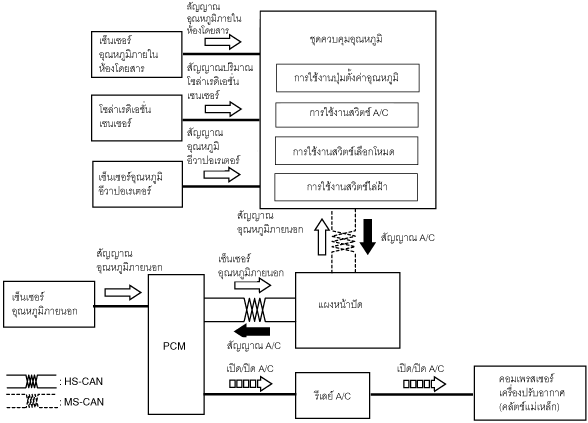 สัญญาณ
อุณหภูมิภายใน
ห้องโดยสาร
เซ็นเซอร์
อุณหภูมิภายใน
ห้องโดยสาร
ชุดควบคุมอุณหภูมิ
การใช้งานปุ่มตั้งค่าอุณหภูมิ
การใช้งานสวิตช์ A/C
การใช้งานสวิตช์เลือกโหมด
การใช้งานสวิตช์ไล่ฝ้า
สัญญาณปริมาณ
โซล่าเรดิเอชั่น
เซนเซอร์
โซล่าเรดิเอชั่น
เซนเซอร์
สัญญาณ
อุณหภูมิ
อีวาปอเรเตอร์
เซ็นเซอร์อุณหภูมิ
อีวาปอเรเตอร์
สัญญาณ
อุณหภูมิภายนอก
สัญญาณ A/C
สัญญาณ
อุณหภูมิภายนอก
เซ็นเซอร์
อุณหภูมิภายนอก
เซ็นเซอร์
อุณหภูมิภายนอก
PCM
แผงหน้าปัด
สัญญาณ A/C
: HS-CAN
: MS-CAN
เปิด/ปิด A/C
รีเลย์ A/C
เปิด/ปิด A/C
คอมเพรสเซอร์
เครื่องปรับอากาศ
(คลัตช์แม่เหล็ก)